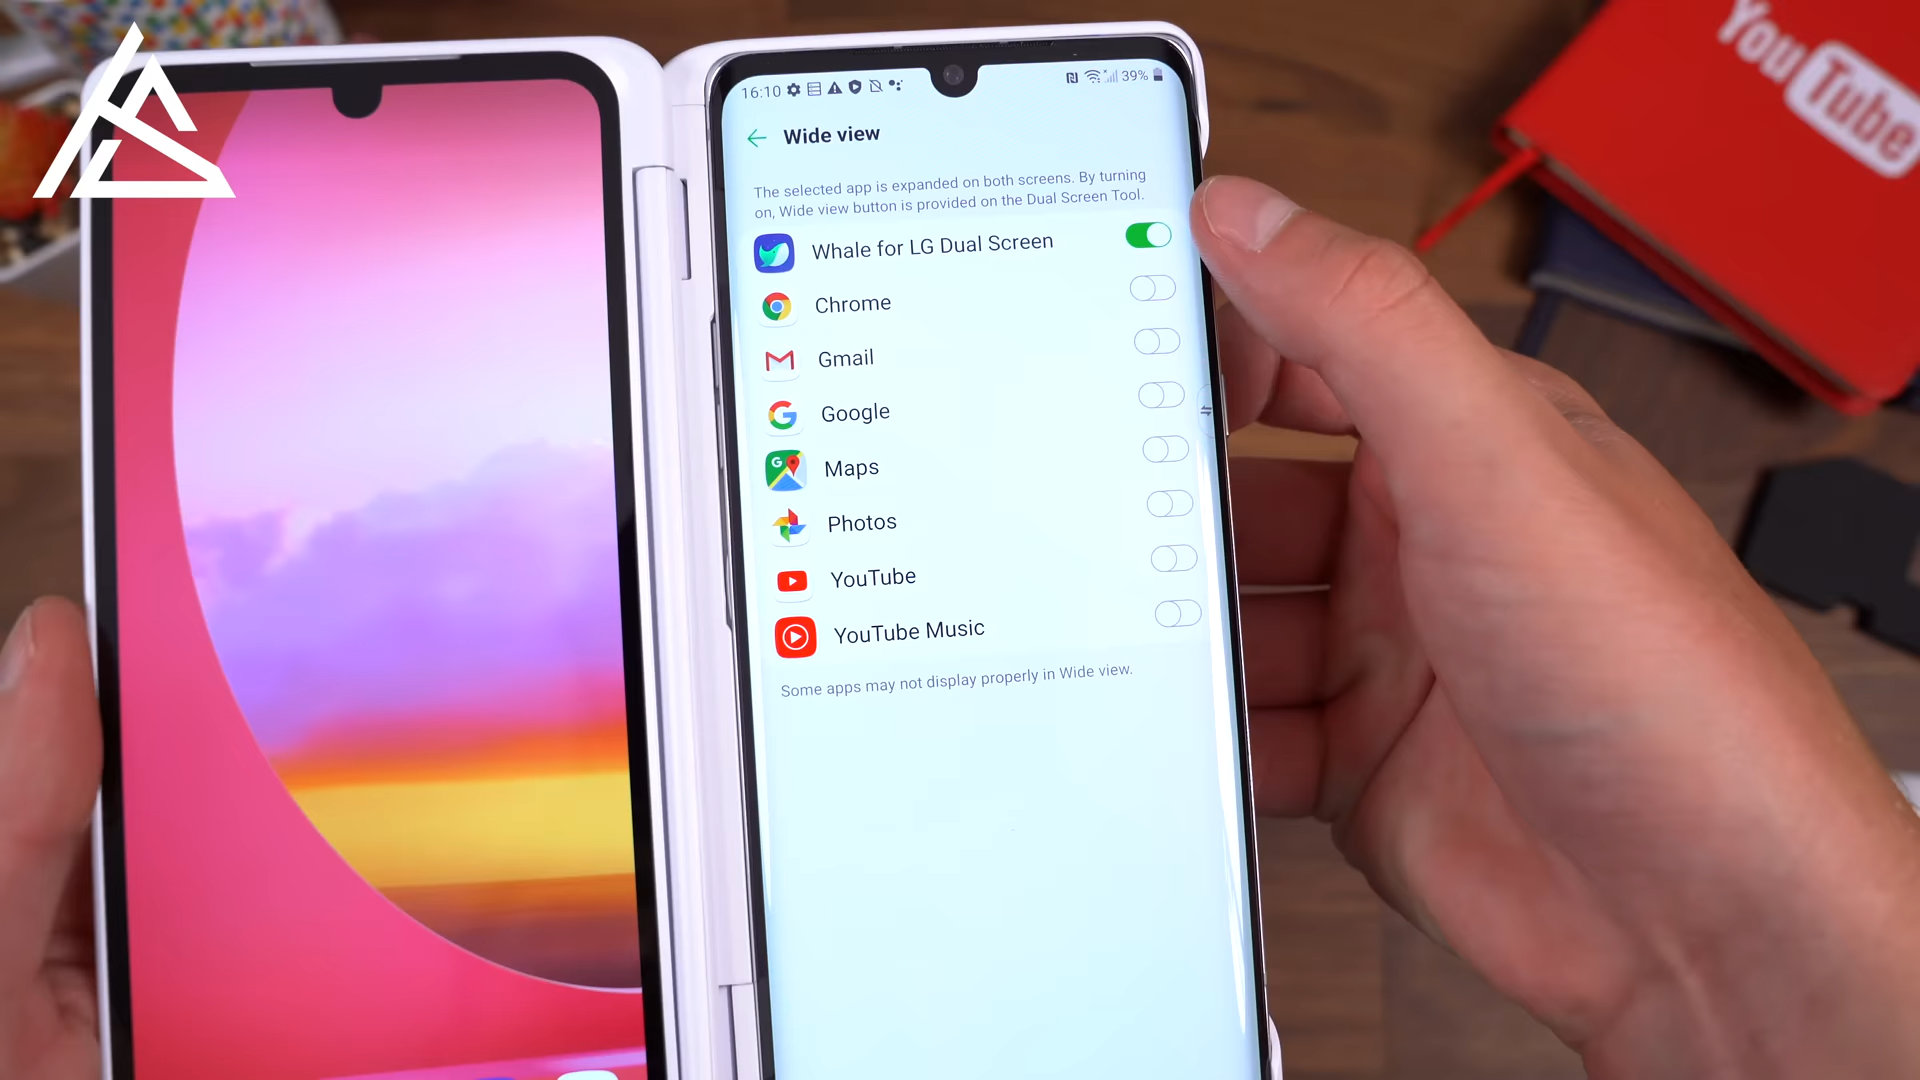 16:10
39%
Wide view
The selected app is expanded on both screens. By turning
on, Wide view button is provided on the Dual Screen Tool.
Whale for LG Dual Screen
Chrome
Gmail
Google
G
Maps
Photos
YouTube
YouTube Music
Some apps may not display properly in Wide view.
YouTube